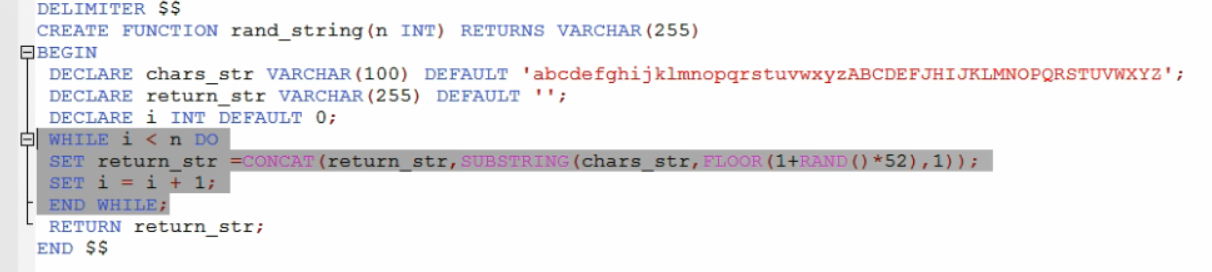 DELIMITER $$
CREATE FUNCTION rand_string(n INT) RETURNS VARCHAR(255)
BEGIN
DECLARE chars_str VARCHAR(100) DEFAULT 'abcdefghijklmnopqrstuvwxyzABCDEFJHIJKLMNOPQRSTUVWXYZ';
DECLARE return_str VARCHAR(255) DEFAULT '';
DECLARE i INT DEFAULT 0;
WHILE i < n DO
SET return_str =CONCAT(return_str,SUBSTRING(chars_str,FLOOR(1+RAND()*52),1));
SET i = i + 1;
END WHILE;
RETURN return_str;
END $$